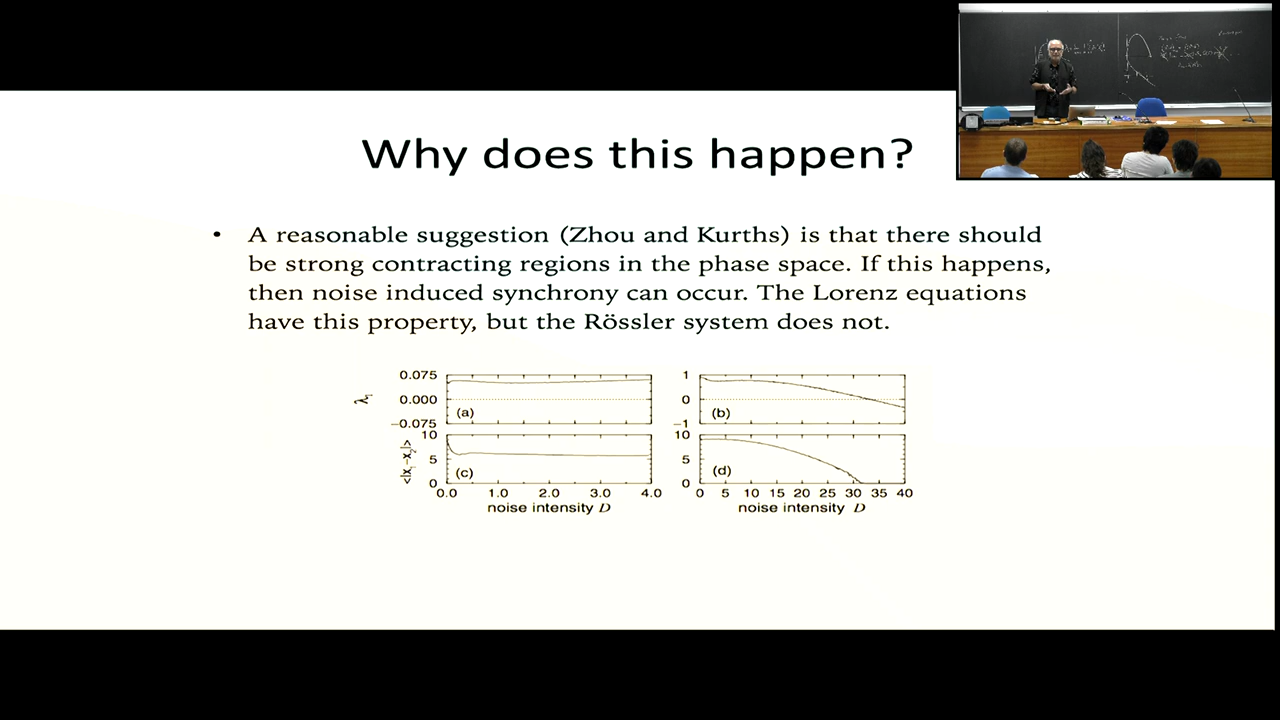 Why does this happen?
• A reasonable suggestion (Zhou and Kurths) is that there should
be strong contracting regions in the phase space. If this happens,
then noise induced synchrony can occur. The Lorenz equations
have this property, but the Rössler system does not.
0.075
0.000
−0.075
λ₁
(a)
10
5
0
<|x₁−x₂|>
(c)
0.0 1.0 2.0 3.0 4.0
noise intensity D
1
0
−1
(b)
10
5
0
(d)
0 5 10 15 20 25 30 35 40
noise intensity D